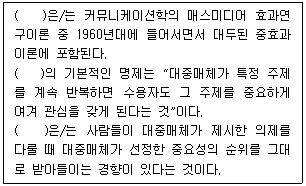 (    )은/는 커뮤니케이션학의 매스미디어 효과연
구이론 중 1960년대에 들어서면서 대두된 중효과
이론에 포함된다.
(    )의 기본적인 명제는 "대중매체가 특정 주제
를 계속 반복하면 수용자도 그 주제를 중요하게
여겨 관심을 갖게 된다는 것"이다.
(    )은/는 사람들이 대중매체가 제시한 의제를
다룰 때 대중매체가 선정한 중요성의 순위를 그대
로 받아들이는 경향이 있다는 것이다.